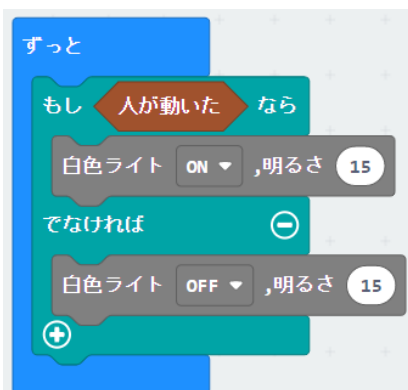 ずっと
もし 人が動いた なら
白色ライト ON ,明るさ 15
でなければ
白色ライト OFF ,明るさ 15